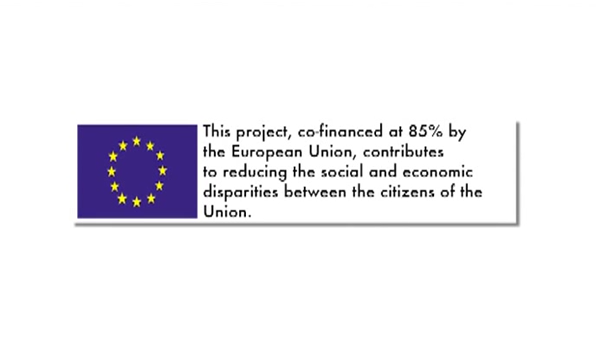 This project, co-financed at 85% by
the European Union, contributes
to reducing the social and economic
disparities between the citizens of the
Union.